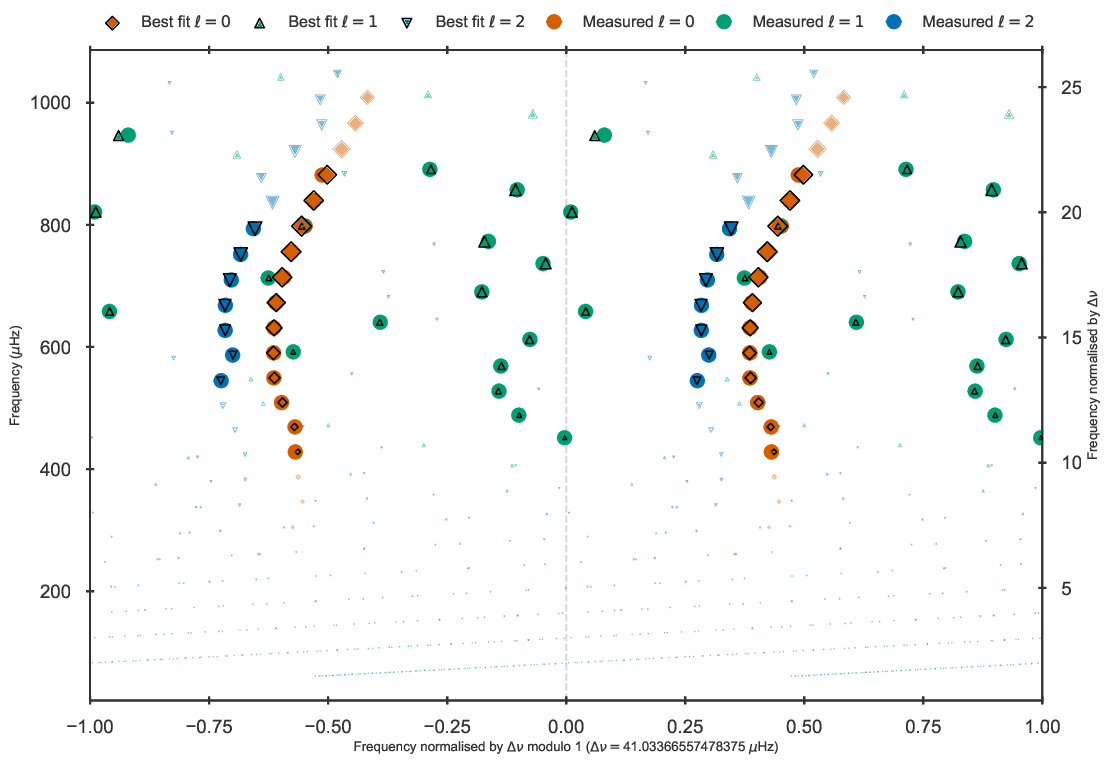 Best fit ℓ = 0 Best fit ℓ = 1 Best fit ℓ = 2 Measured ℓ = 0 Measured ℓ = 1 Measured ℓ = 2
1000
800
600
400
200
Frequency (μHz)
25
20
15
10
5
Frequency normalised by Δν
−1.00 −0.75 −0.50 −0.25 0.00 0.25 0.50 0.75 1.00
Frequency normalised by Δν modulo 1 (Δν = 41.03366557478375 μHz)